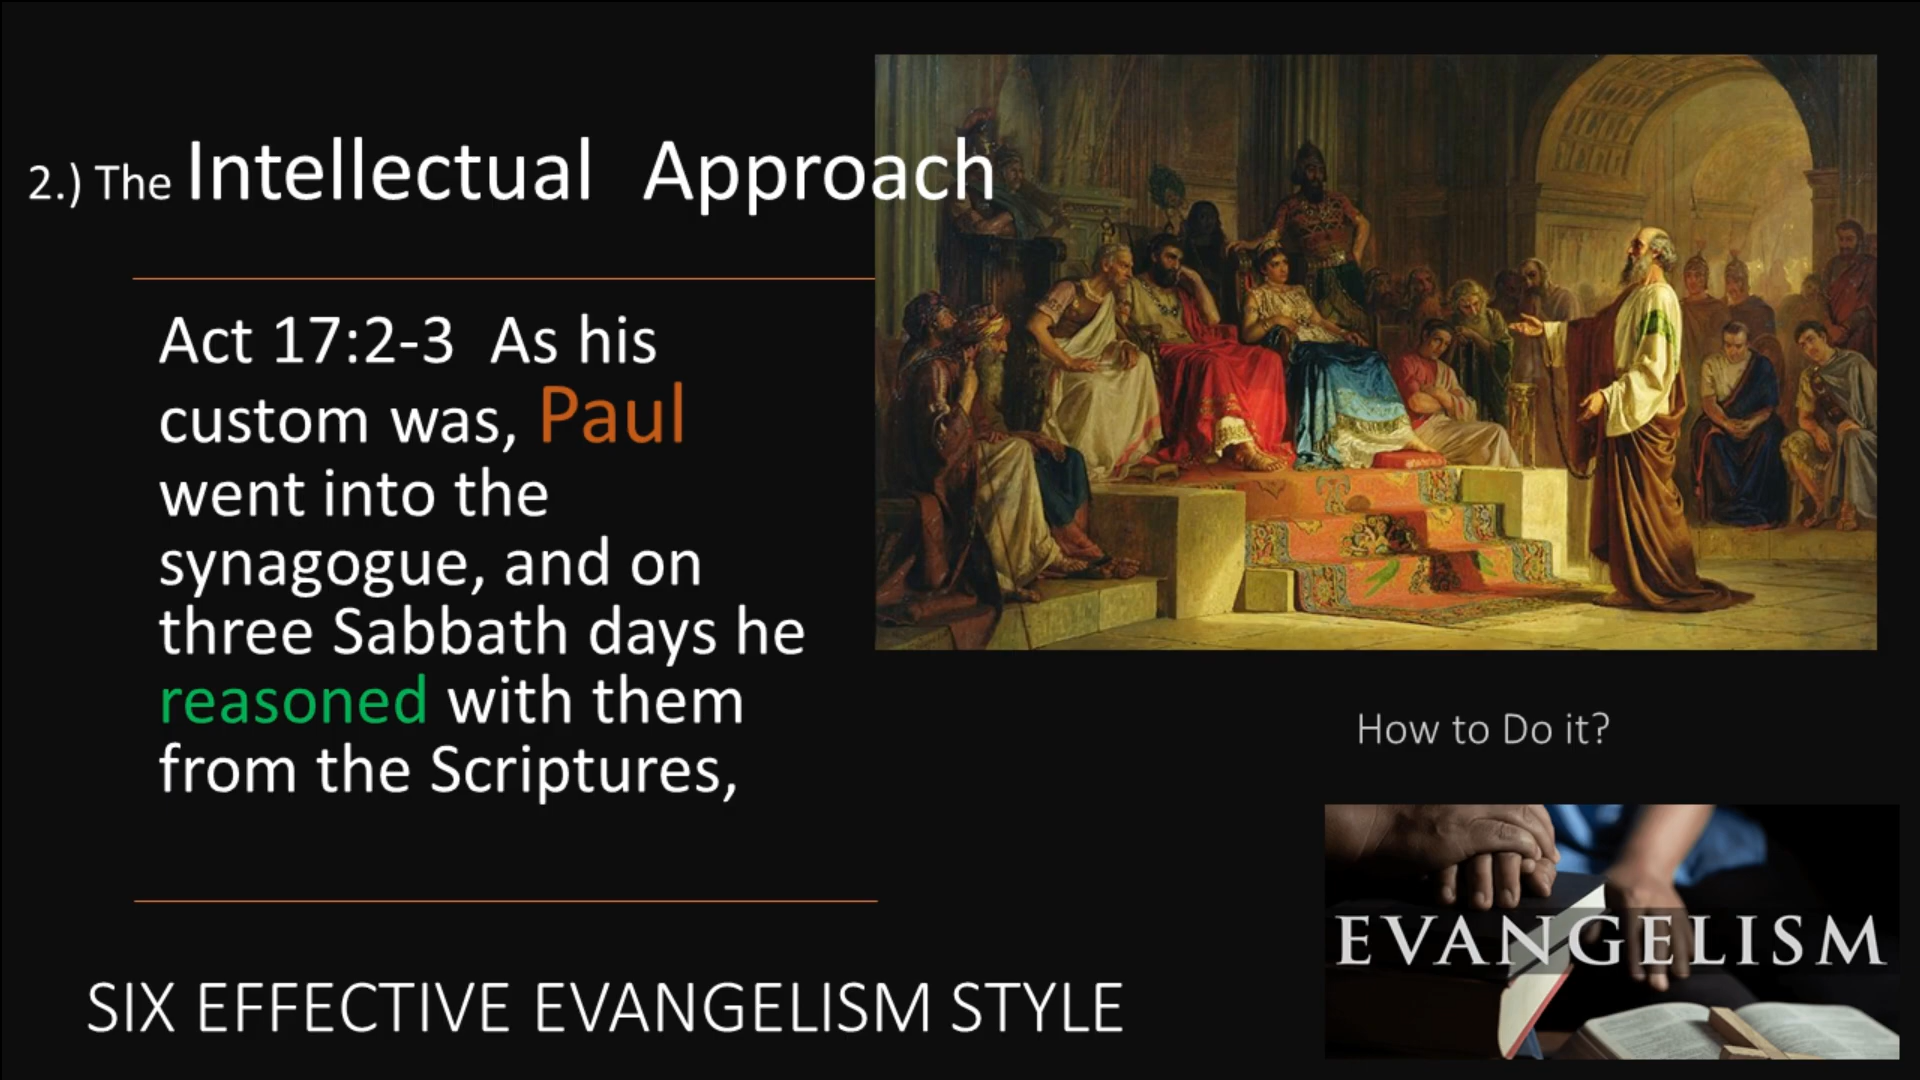 2.) The Intellectual Approach
Act 17:2-3 As his
custom was, Paul
went into the
synagogue, and on
three Sabbath days he
reasoned with them
from the Scriptures,
How to Do it?
EVANGELISM
SIX EFFECTIVE EVANGELISM STYLE